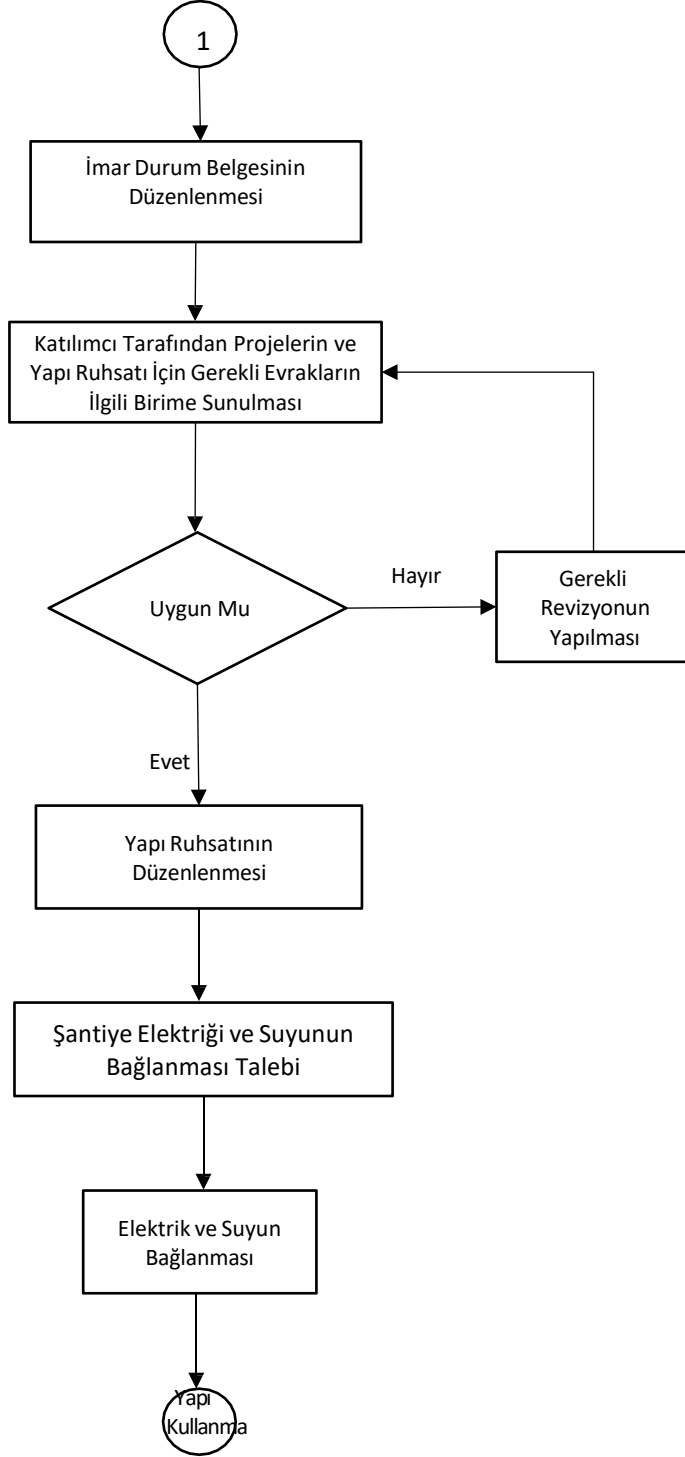 1
İmar Durum Belgesinin
Düzenlenmesi
Katılımcı Tarafından Projelerin ve
Yapı Ruhsatı İçin Gerekli Evrakların
İlgili Birime Sunulması
Uygun Mu
Hayır
Gerekli
Revizyonun
Yapılması
Evet
Yapı Ruhsatının
Düzenlenmesi
Şantiye Elektriği ve Suyunun
Bağlanması Talebi
Elektrik ve Suyun
Bağlanması
Yapı
Kullanma